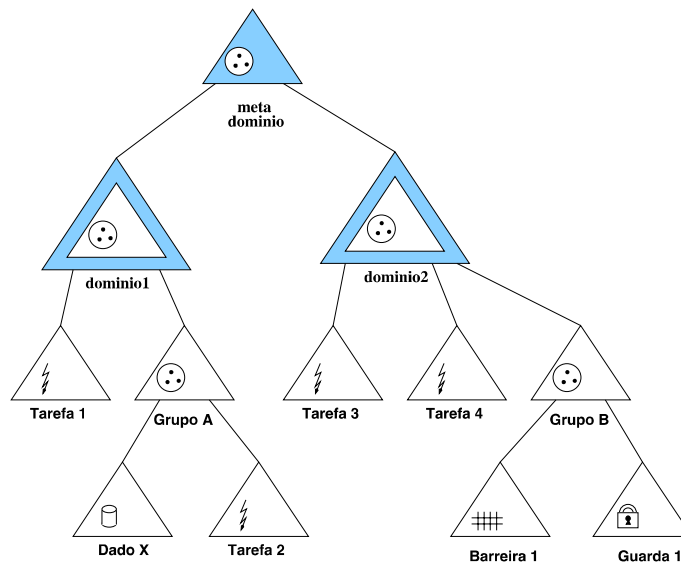 meta
dominio
dominio1
dominio2
Tarefa 1
Grupo A
Tarefa 3
Tarefa 4
Grupo B
Dado X
Tarefa 2
Barreira 1
Guarda 1